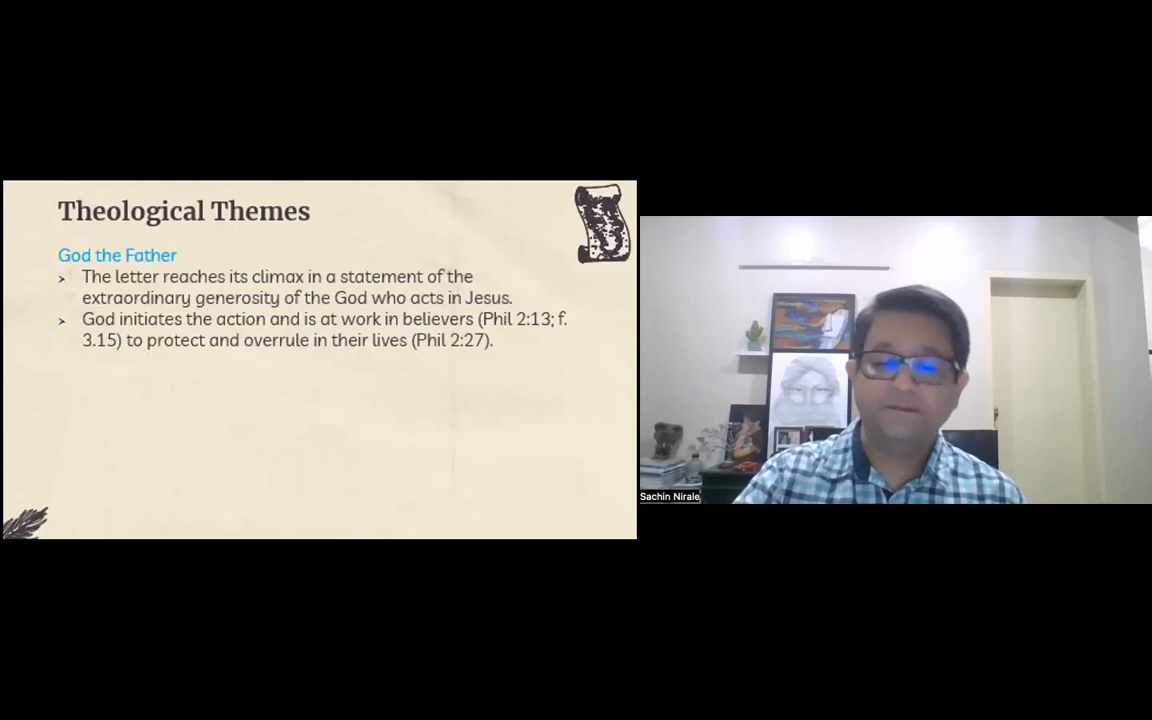 Theological Themes
God the Father
➢ The letter reaches its climax in a statement of the
extraordinary generosity of the God who acts in Jesus.
➢ God initiates the action and is at work in believers (Phil 2:13; f.
3.15) to protect and overrule in their lives (Phil 2:27).
Sachin Nirale